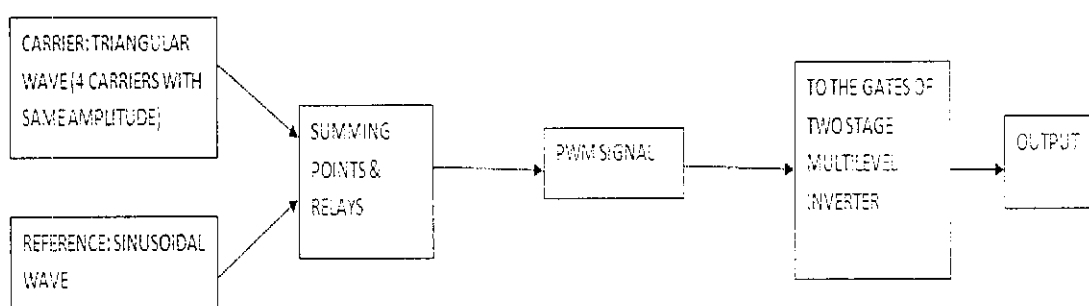 CARRIER: TRIANGULAR
WAVE (4 CARRIERS WITH
SAME AMPLITUDE)
SUMMING
POINTS &
RELAYS
REFERENCE: SINUSOIDAL
WAVE
PWM SIGNAL
TO THE GATES OF
TWO STAGE
MULTILEVEL
INVERTER
OUTPUT